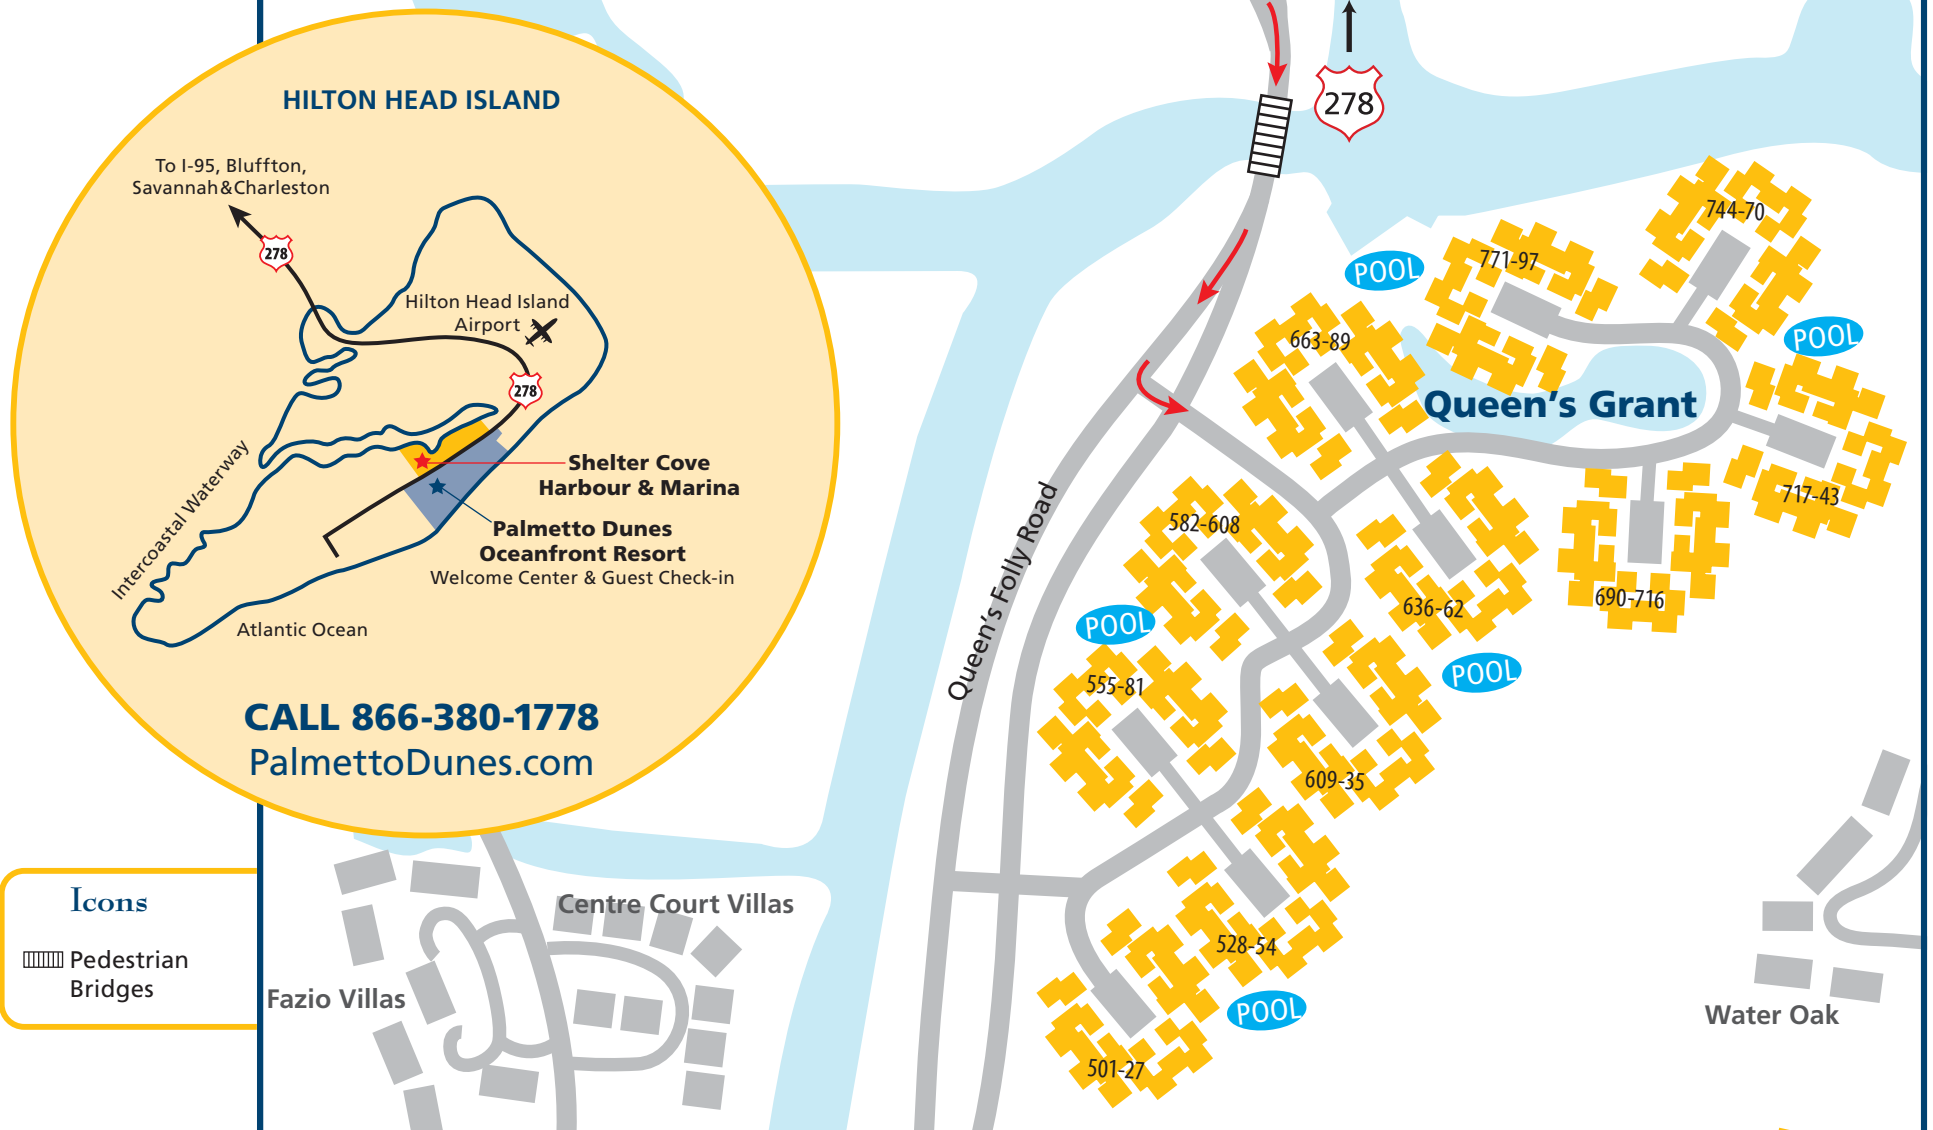 HILTON HEAD ISLAND
To I-95, Bluffton,
Savannah&Charleston
278
Hilton Head Island
Airport
278
Shelter Cove
Harbour & Marina
Palmetto Dunes
Oceanfront Resort
Welcome Center & Guest Check-in
Intercoastal Waterway
Atlantic Ocean
CALL 866-380-1778
PalmettoDunes.com
Icons
Pedestrian
Bridges
278
744-70
771-97
POOL
POOL
663-89
Queen's Grant
717-43
582-608
Queen's Folly Road
690-716
636-62
POOL
POOL
555-81
609-35
528-54
POOL
501-27
Centre Court Villas
Fazio Villas
Water Oak